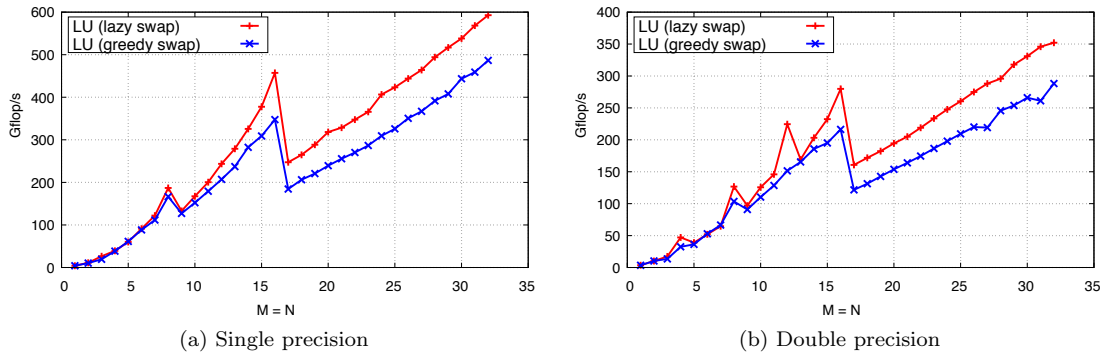 LU (lazy swap)
LU (greedy swap)
Gflop/s
600
500
400
300
200
100
0
0 5 10 15 20 25 30 35
M = N
(a) Single precision
LU (lazy swap)
LU (greedy swap)
Gflop/s
400
350
300
250
200
150
100
50
0
0 5 10 15 20 25 30 35
M = N
(b) Double precision